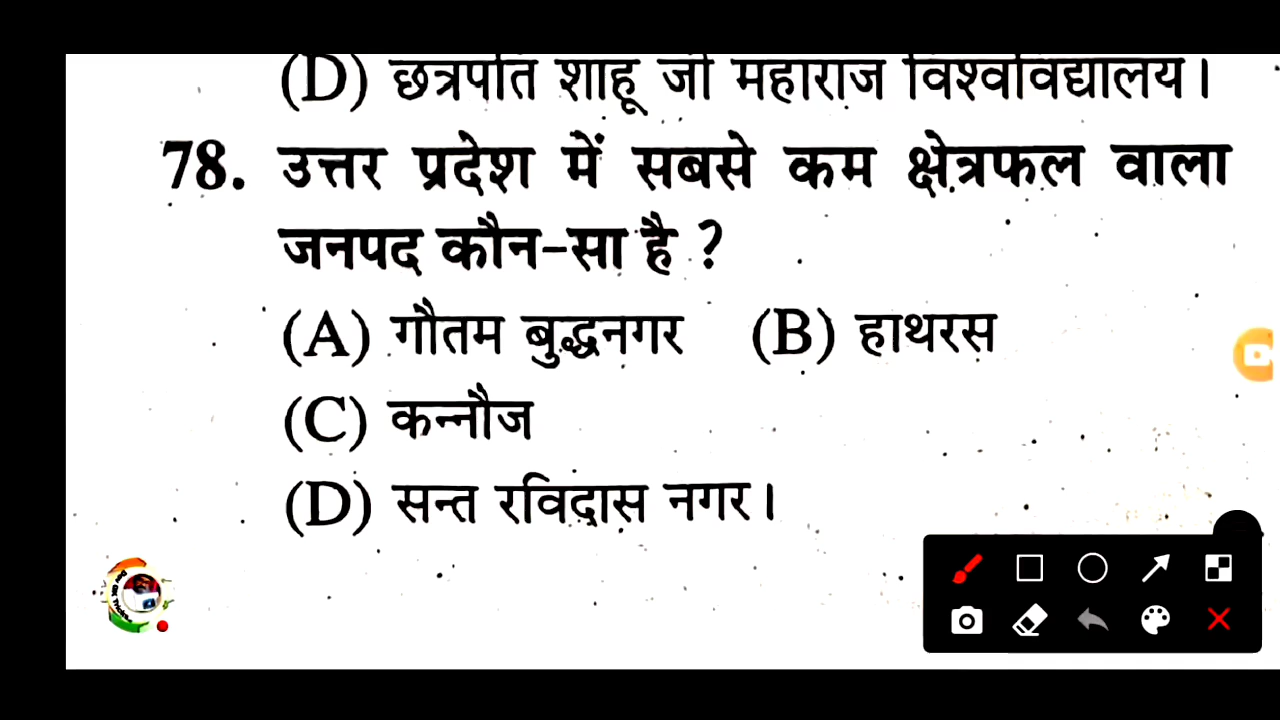 (D) छत्रपति शाहू जी महाराज विश्वविद्यालय।
78. उत्तर प्रदेश में सबसे कम क्षेत्रफल वाला
जनपद कौन-सा है ?
(A) गौतम बुद्धनगर (B) हाथरस
(C) कन्नौज
(D) सन्त रविदास नगर।